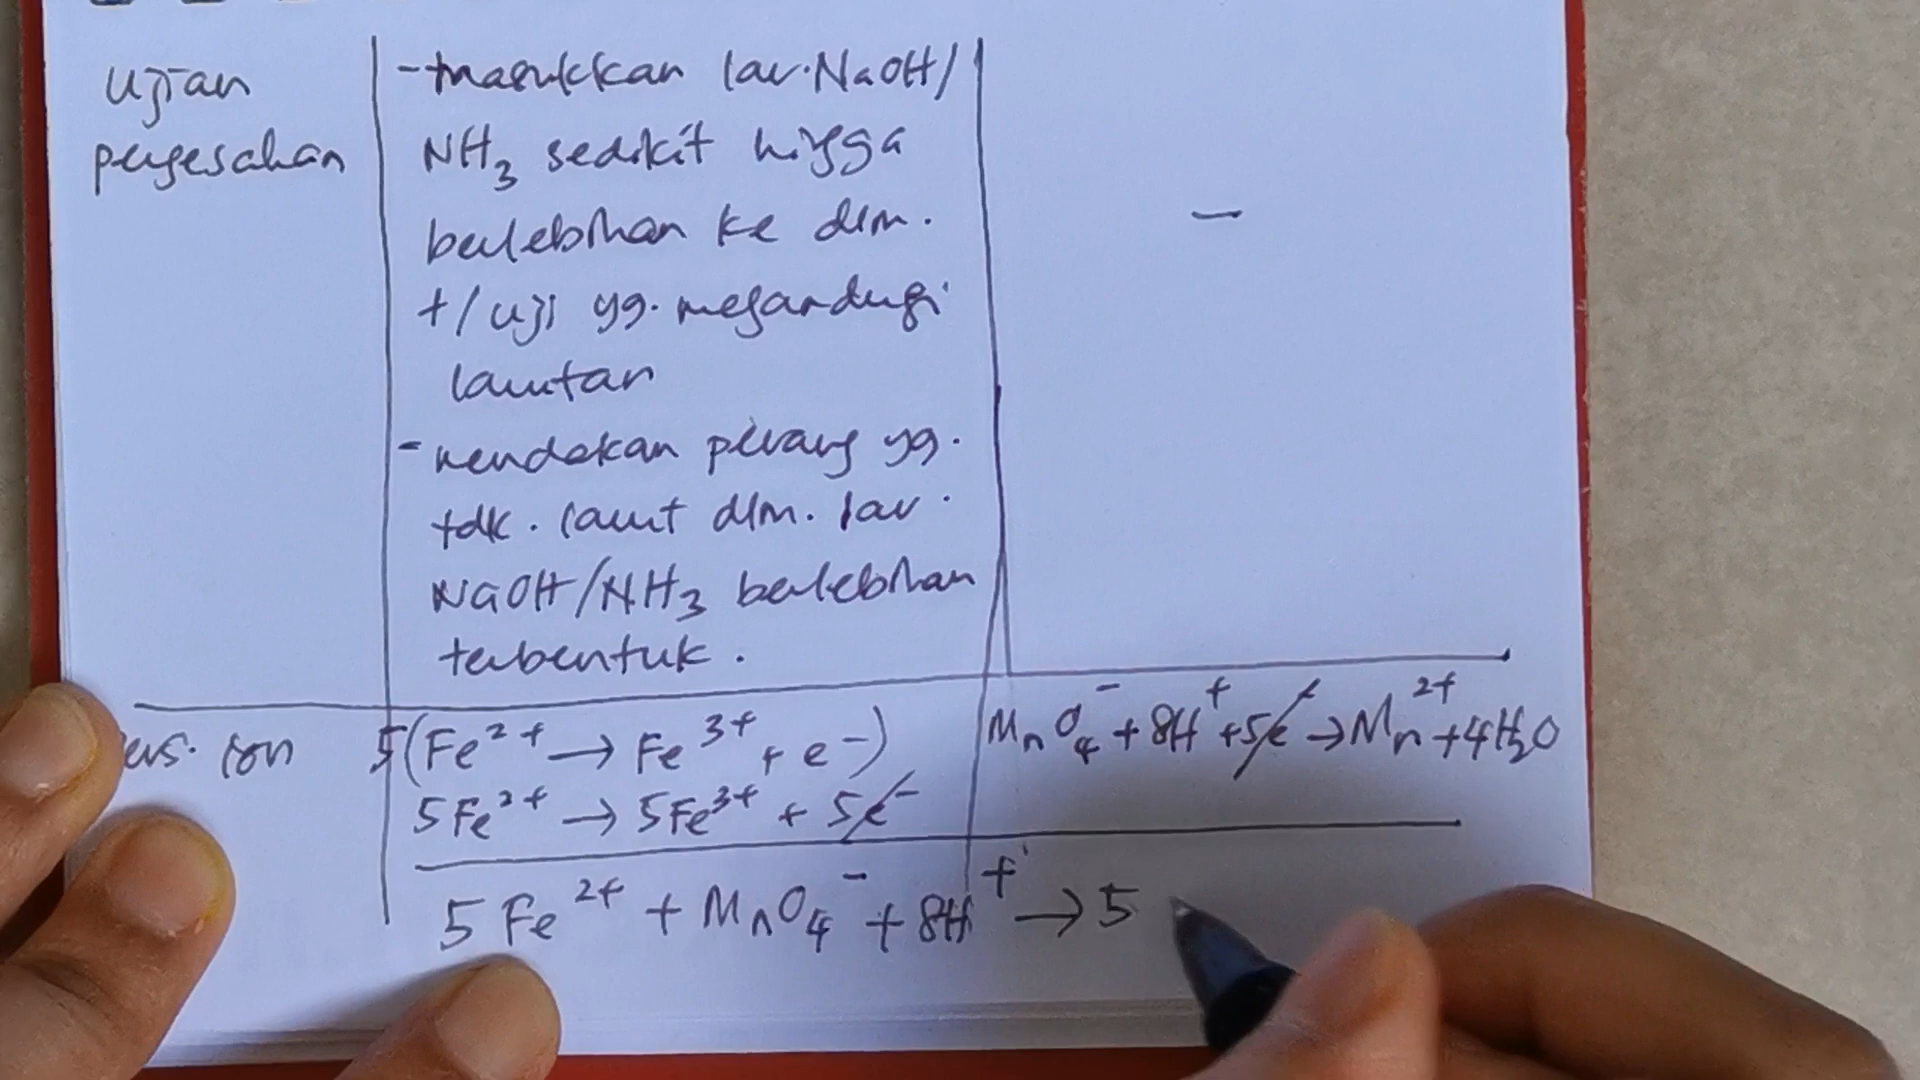 Ujian
pengesahan
- masukkan lar. NaOH/
NH₃ sedikit hingga
berlebihan ke dlm.
t/uji yg. mengandungi
larutan
- mendakan perang yg.
tdk. larut dlm. lar.
NaOH/NH₃ berlebihan
terbentuk.
-
Pers. ion
5(Fe²⁺ → Fe³⁺ + e⁻)
5Fe²⁺ → 5Fe³⁺ + 5e⁻
MnO₄⁻ + 8H⁺ + 5e⁻ → Mn²⁺ + 4H₂O
5Fe²⁺ + MnO₄⁻ + 8H⁺ → 5